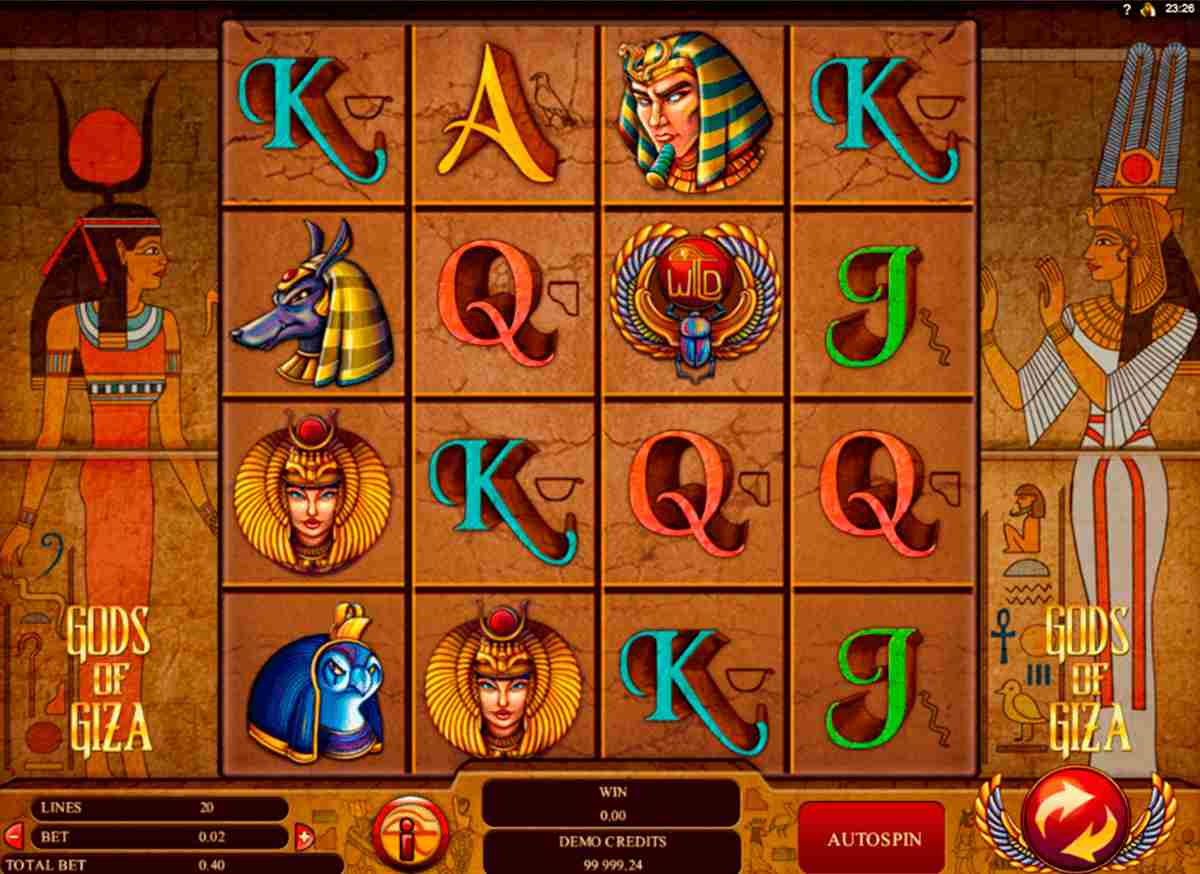 ? 23:26
K A K
Q WILD J
K Q Q
K J
GODS
OF
GIZA
GODS
OF
GIZA
LINES 20
BET 0.02
TOTAL BET 0.40
WIN
0.00
DEMO CREDITS
99 999.24
AUTOSPIN